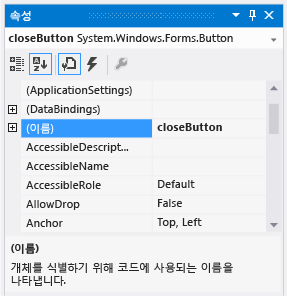 속성
closeButton System.Windows.Forms.Button
(ApplicationSettings)
(DataBindings)
(이름) closeButton
AccessibleDescript...
AccessibleName
AccessibleRole Default
AllowDrop False
Anchor Top, Left
(이름)
개체를 식별하기 위해 코드에 사용되는 이름을
나타냅니다.